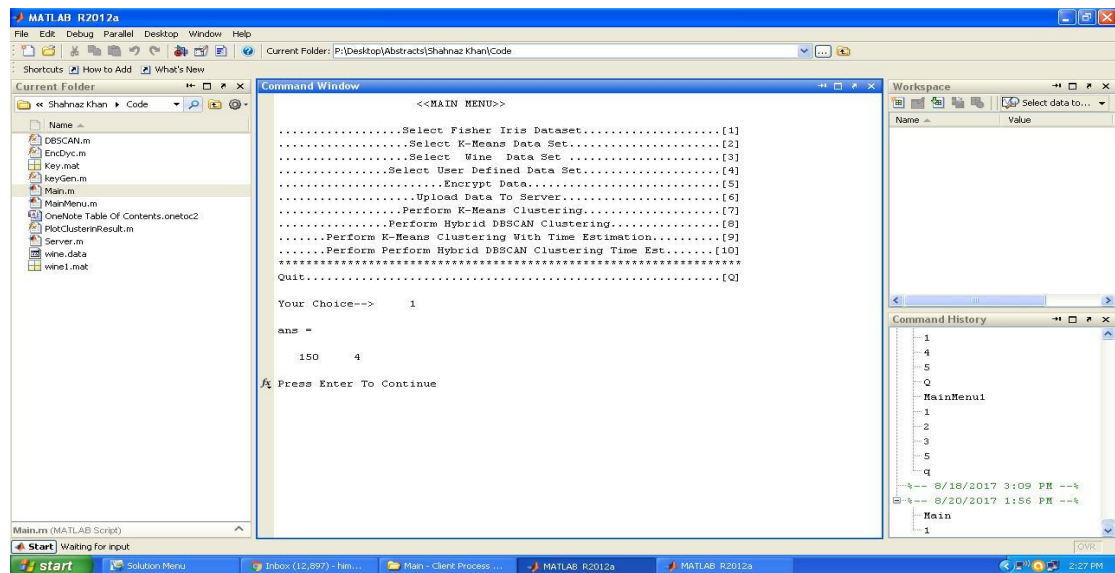 MATLAB R2012a
File Edit Debug Parallel Desktop Window Help
Current Folder: P:\Desktop\Abstracts\Shahnaz Khan\Code
Shortcuts How to Add What's New
Current Folder
« Shahnaz Khan Code
Name
DBSCAN.m
EncDyc.m
Key.mat
keyGen.m
Main.m
MainMenu.m
OneNote Table Of Contents.onetoc2
PlotClusterinResult.m
Server.m
wine.data
wine1.mat
Main.m (MATLAB Script)
Command Window
<<MAIN MENU>>
..................Select Fisher Iris Dataset....................[1]
...................Select K-Means Data Set......................[2]
...................Select  Wine  Data Set ......................[3]
................Select User Defined Data Set....................[4]
........................Encrypt Data............................[5]
....................Upload Data To Server.......................[6]
..................Perform K-Means Clustering....................[7]
................Perform Hybrid DBSCAN Clustering................[8]
.......Perform K-Means Clustering With Time Estimation..........[9]
.......Perform Perform Hybrid DBSCAN Clustering Time Est.......[10]
*******************************************************************
Quit............................................................[Q]
Your Choice--> 1
ans =
150 4
fx Press Enter To Continue
Workspace
Select data to...
Name Value
Command History
1
4
5
Q
MainMenu1
1
2
3
5
q
%-- 8/18/2017 3:09 PM --%
%-- 8/20/2017 1:56 PM --%
Main
1
Start Waiting for input
OVR
start Solution Menu Inbox (12,897) - him... Main - Client Process ... MATLAB R2012a MATLAB R2012a 2:27 PM